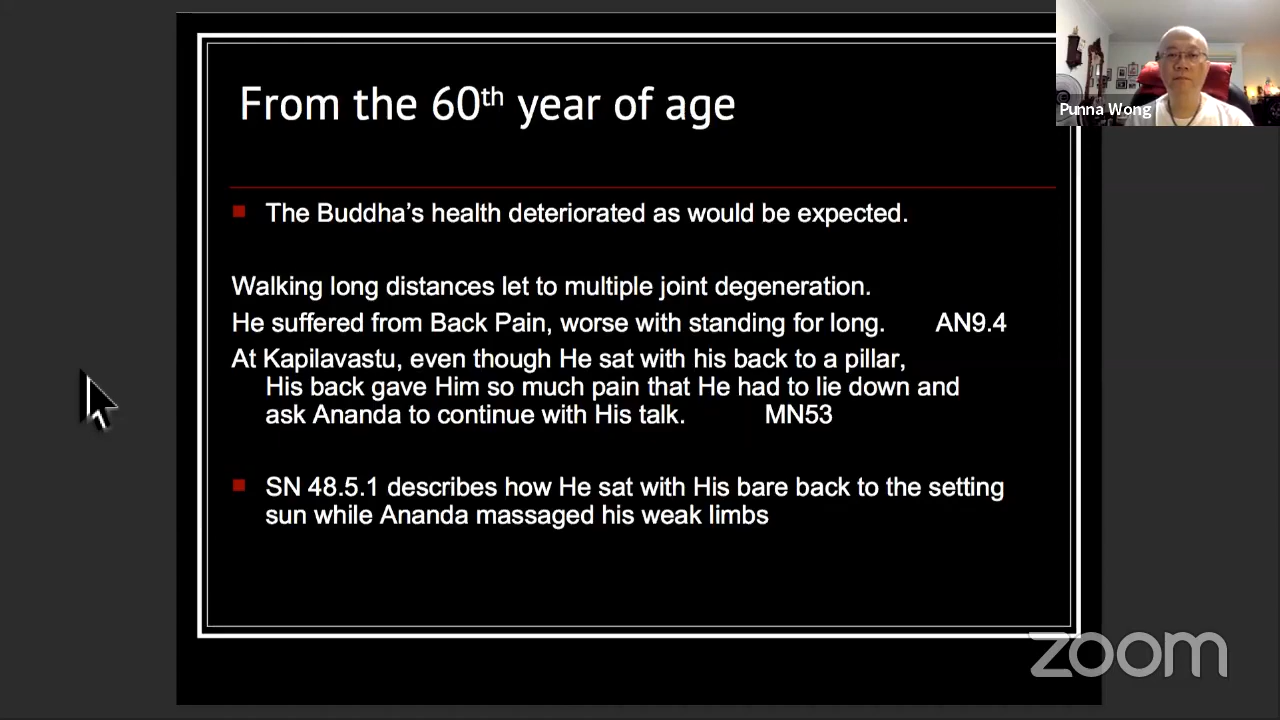 From the 60th year of age
Punna Wong
The Buddha's health deteriorated as would be expected.
Walking long distances let to multiple joint degeneration.
He suffered from Back Pain, worse with standing for long. AN9.4
At Kapilavastu, even though He sat with his back to a pillar,
His back gave Him so much pain that He had to lie down and
ask Ananda to continue with His talk. MN53
SN 48.5.1 describes how He sat with His bare back to the setting
sun while Ananda massaged his weak limbs
zoom